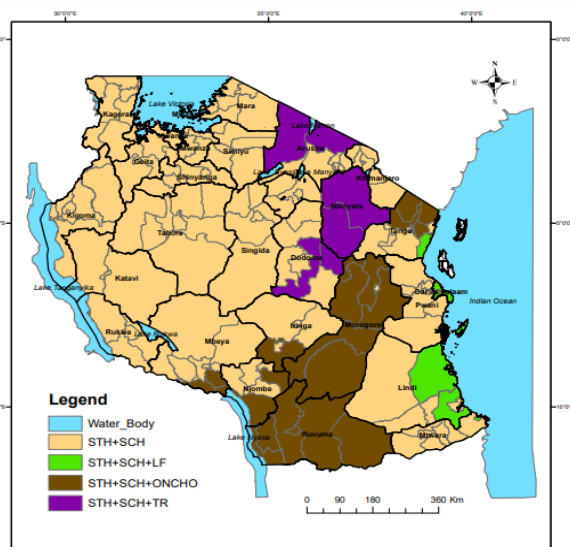 30°0'0"E 35°0'0"E 40°0'0"E
N
W E
S
Lake Victoria
Mara
Kagera
Mwanza
Simiyu
Arusha
Geita
Shinyanga
Kilimanjaro
Manyara
Kigoma
Tabora
Tanga
Singida
Dodoma
Lake Tanganyika
Katavi
Pwani
Indian Ocean
Rukwa
Lake Rukwa
Iringa
Morogoro
Mbeya
Lindi
Njombe
Legend
Water_Body
STH+SCH
STH+SCH+LF
STH+SCH+ONCHO
STH+SCH+TR
Lake Nyasa
Ruvuma
Mtwara
0 90 180 360 Km